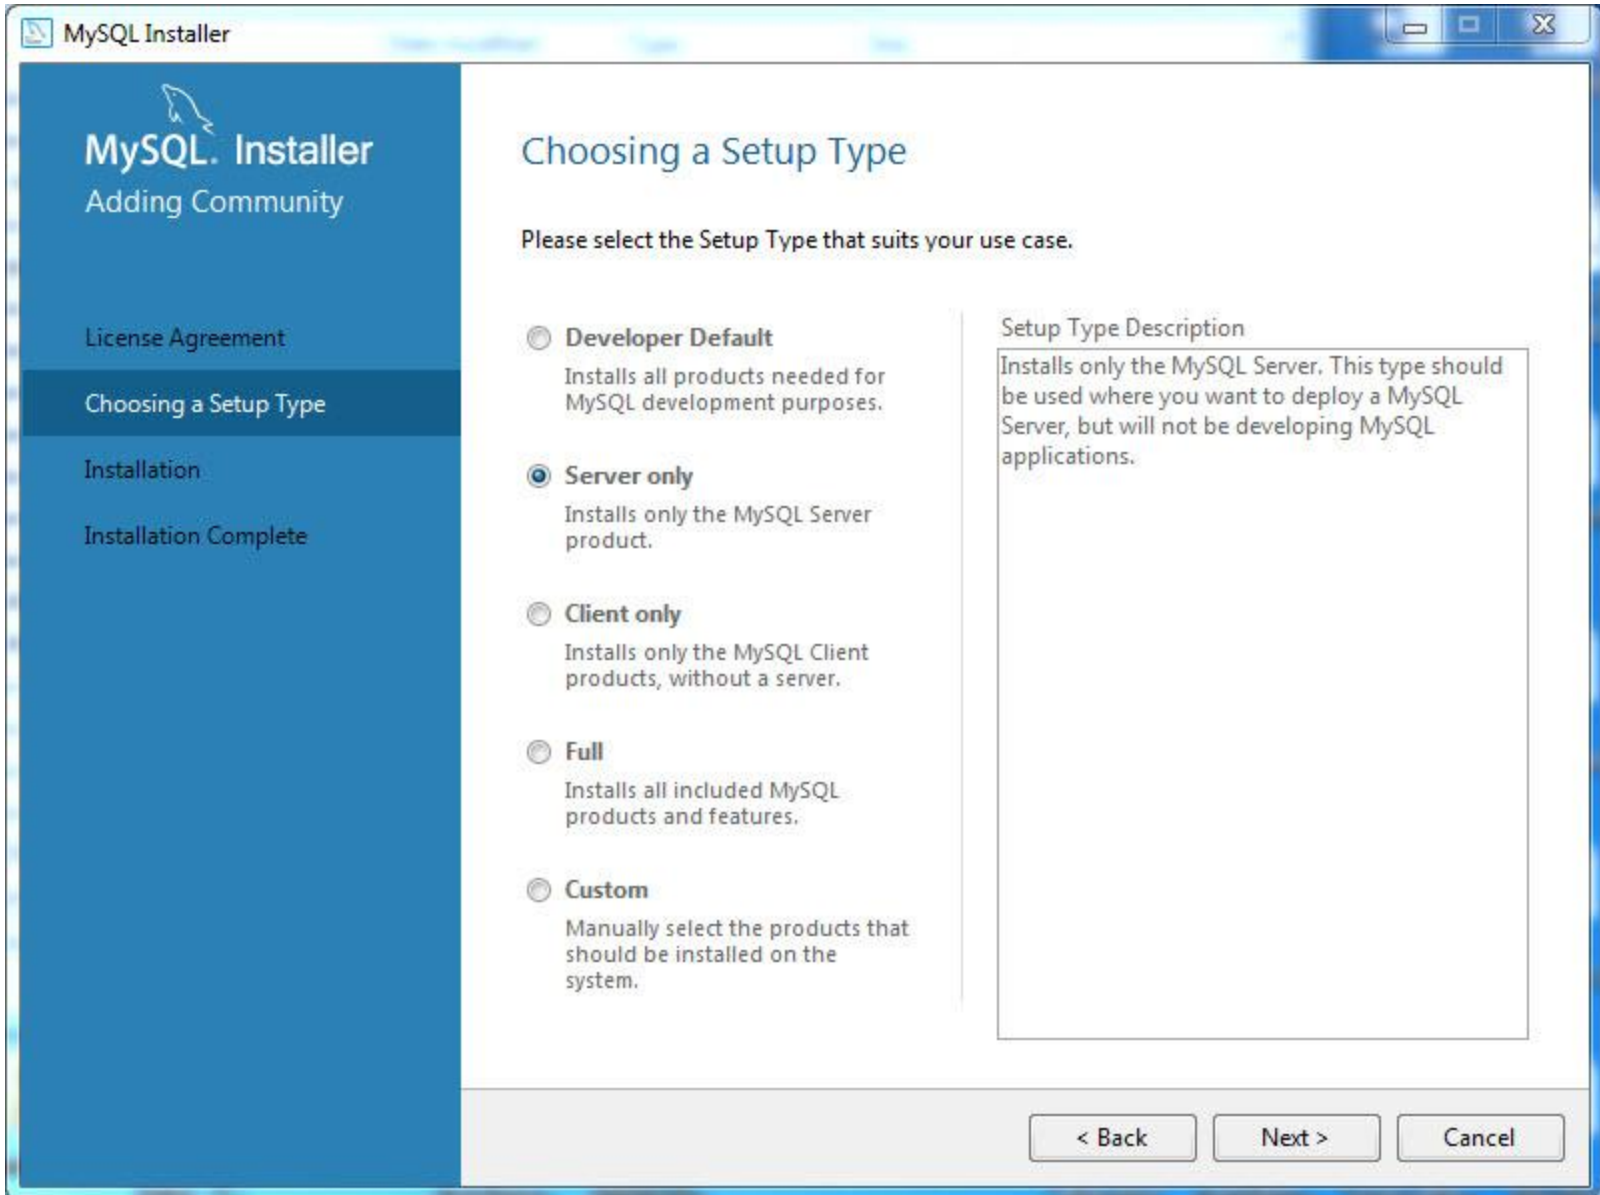 MySQL Installer
MySQL. Installer
Adding Community
License Agreement
Choosing a Setup Type
Installation
Installation Complete
Choosing a Setup Type
Please select the Setup Type that suits your use case.
Developer Default
Installs all products needed for
MySQL development purposes.
Server only
Installs only the MySQL Server
product.
Client only
Installs only the MySQL Client
products, without a server.
Full
Installs all included MySQL
products and features.
Custom
Manually select the products that
should be installed on the
system.
Setup Type Description
Installs only the MySQL Server. This type should
be used where you want to deploy a MySQL
Server, but will not be developing MySQL
applications.
< Back
Next >
Cancel